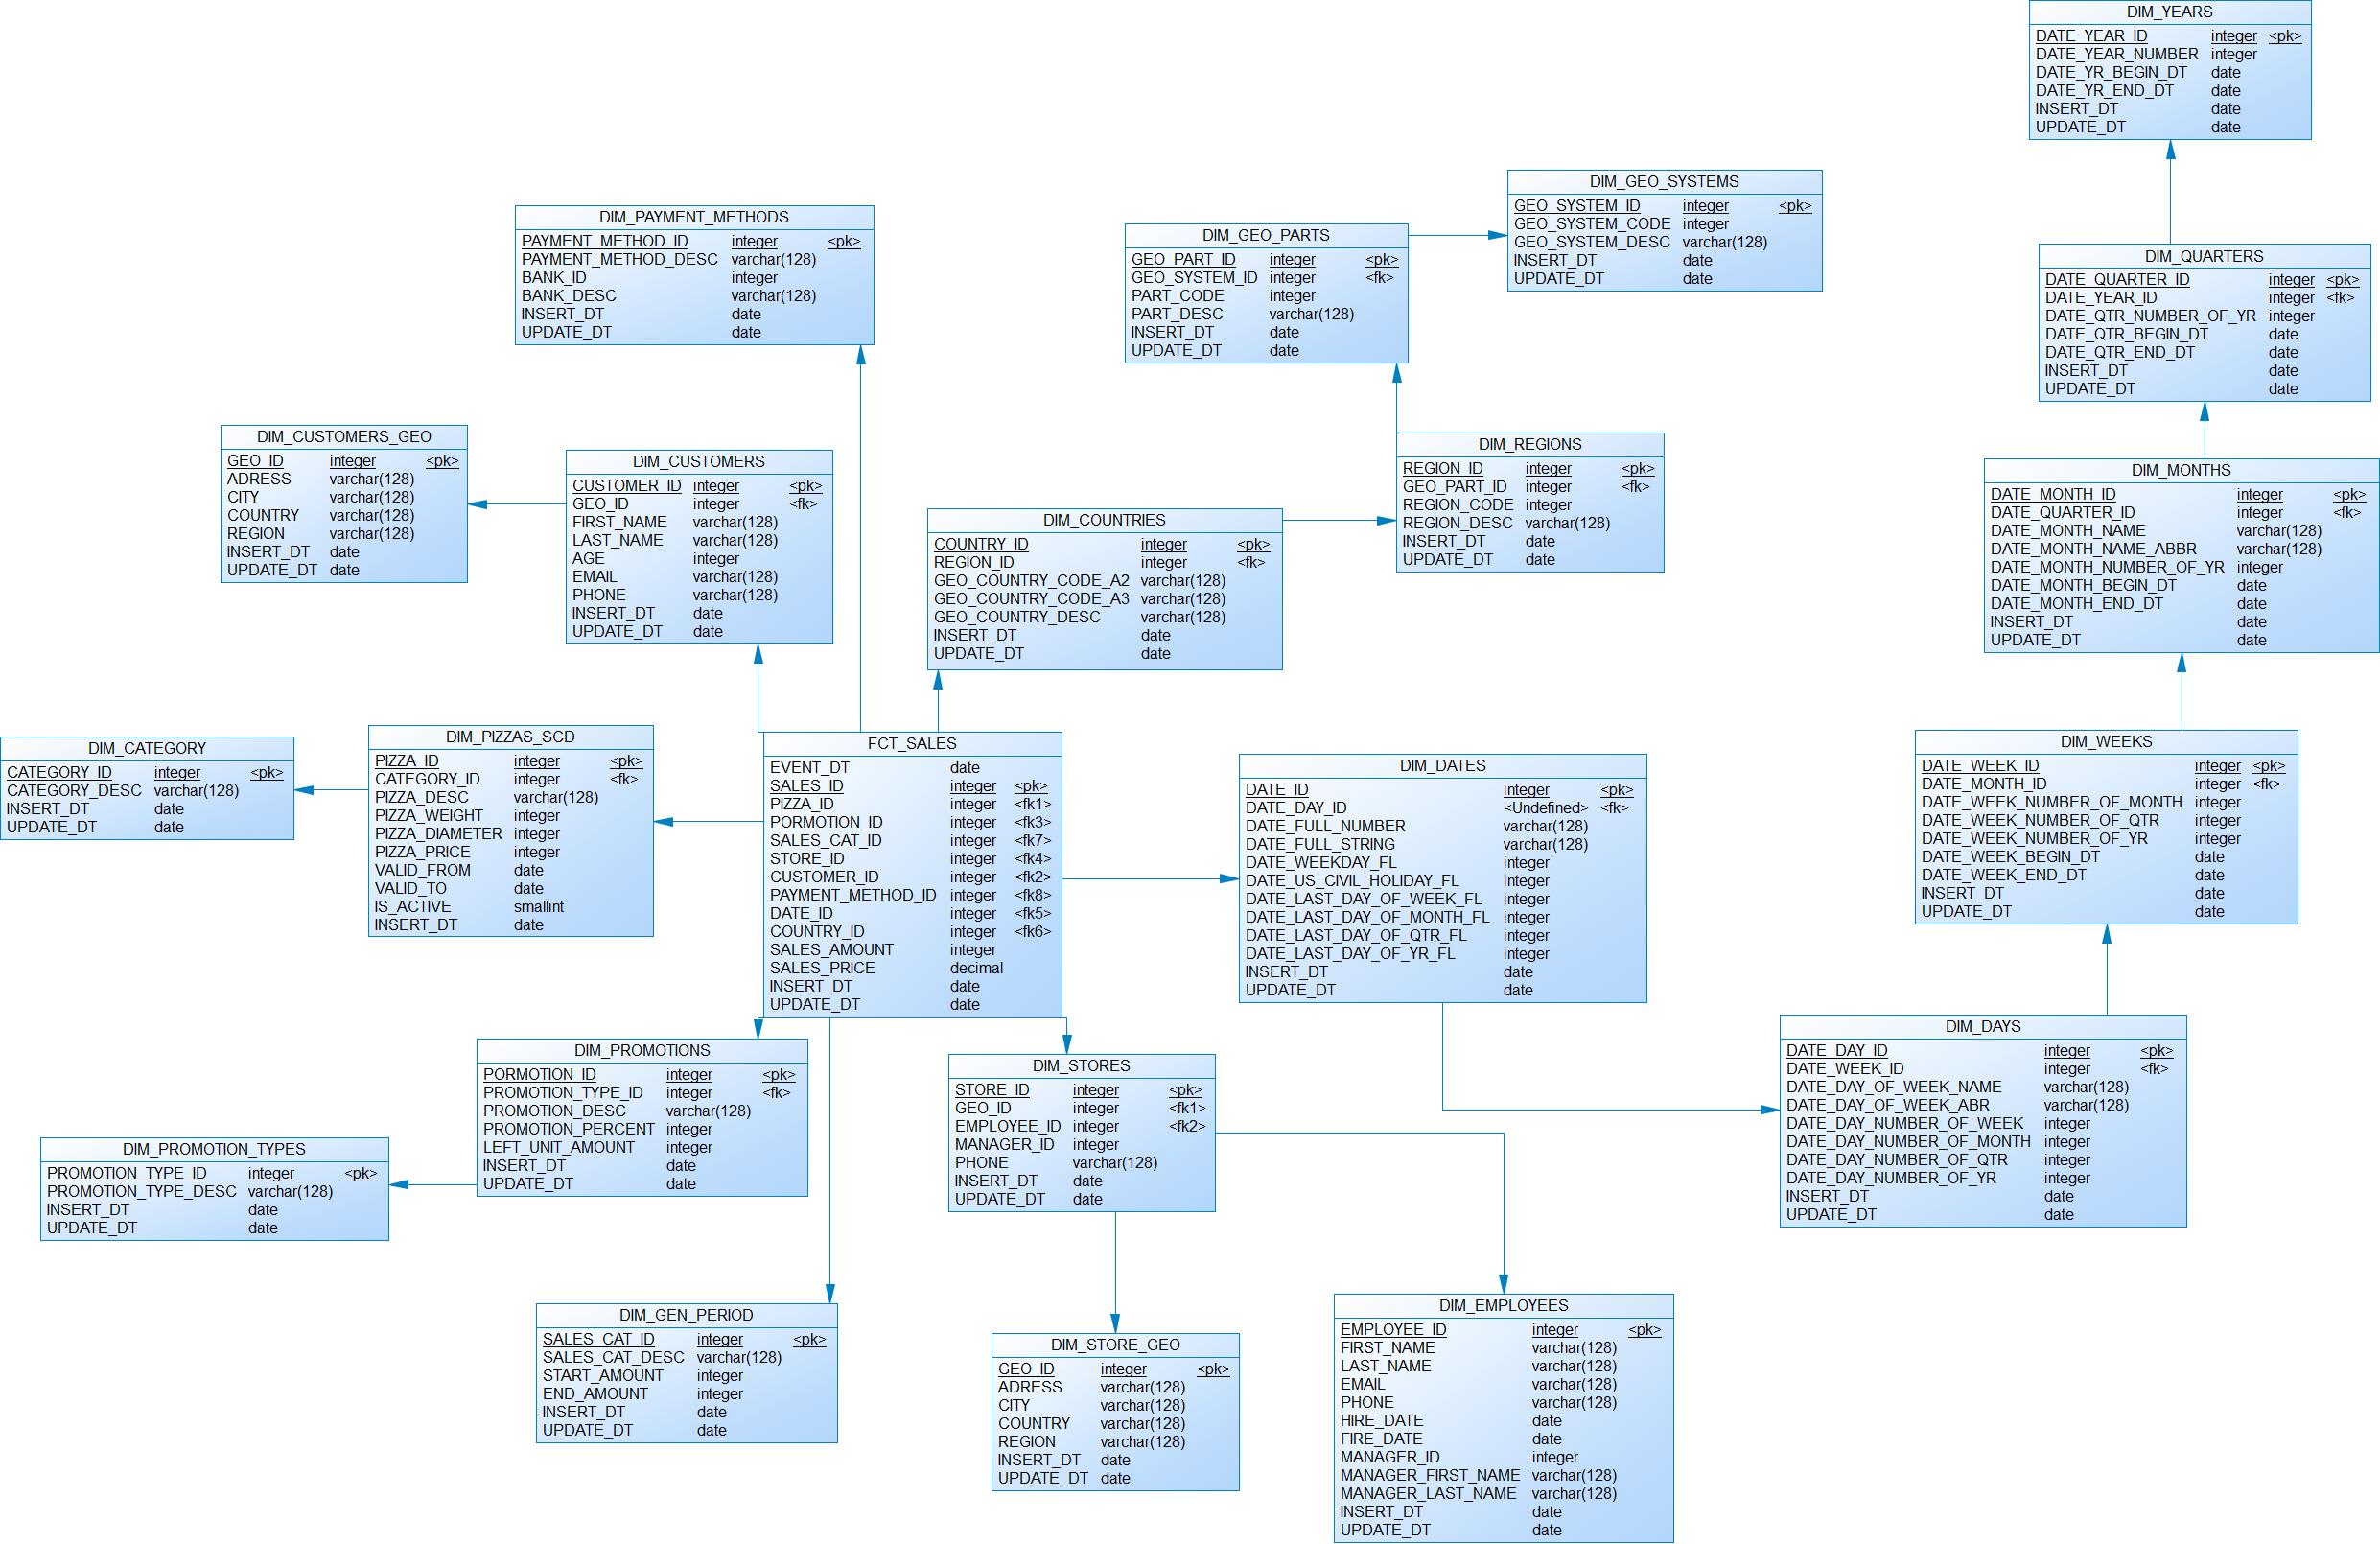 DIM_YEARS
DATE_YEAR_ID integer <pk>
DATE_YEAR_NUMBER integer
DATE_YR_BEGIN_DT date
DATE_YR_END_DT date
INSERT_DT date
UPDATE_DT date
DIM_GEO_SYSTEMS
GEO_SYSTEM_ID integer <pk>
GEO_SYSTEM_CODE integer
GEO_SYSTEM_DESC varchar(128)
INSERT_DT date
UPDATE_DT date
DIM_PAYMENT_METHODS
PAYMENT_METHOD_ID integer <pk>
PAYMENT_METHOD_DESC varchar(128)
BANK_ID integer
BANK_DESC varchar(128)
INSERT_DT date
UPDATE_DT date
DIM_GEO_PARTS
GEO_PART_ID integer <pk>
GEO_SYSTEM_ID integer <fk>
PART_CODE integer
PART_DESC varchar(128)
INSERT_DT date
UPDATE_DT date
DIM_QUARTERS
DATE_QUARTER_ID integer <pk>
DATE_YEAR_ID integer <fk>
DATE_QTR_NUMBER_OF_YR integer
DATE_QTR_BEGIN_DT date
DATE_QTR_END_DT date
INSERT_DT date
UPDATE_DT date
DIM_CUSTOMERS_GEO
GEO_ID integer <pk>
ADRESS varchar(128)
CITY varchar(128)
COUNTRY varchar(128)
REGION varchar(128)
INSERT_DT date
UPDATE_DT date
DIM_CUSTOMERS
CUSTOMER_ID integer <pk>
GEO_ID integer <fk>
FIRST_NAME varchar(128)
LAST_NAME varchar(128)
AGE integer
EMAIL varchar(128)
PHONE varchar(128)
INSERT_DT date
UPDATE_DT date
DIM_REGIONS
REGION_ID integer <pk>
GEO_PART_ID integer <fk>
REGION_CODE integer
REGION_DESC varchar(128)
INSERT_DT date
UPDATE_DT date
DIM_MONTHS
DATE_MONTH_ID integer <pk>
DATE_QUARTER_ID integer <fk>
DATE_MONTH_NAME varchar(128)
DATE_MONTH_NAME_ABBR varchar(128)
DATE_MONTH_NUMBER_OF_YR integer
DATE_MONTH_BEGIN_DT date
DATE_MONTH_END_DT date
INSERT_DT date
UPDATE_DT date
DIM_COUNTRIES
COUNTRY_ID integer <pk>
REGION_ID integer <fk>
GEO_COUNTRY_CODE_A2 varchar(128)
GEO_COUNTRY_CODE_A3 varchar(128)
GEO_COUNTRY_DESC varchar(128)
INSERT_DT date
UPDATE_DT date
DIM_CATEGORY
CATEGORY_ID integer <pk>
CATEGORY_DESC varchar(128)
INSERT_DT date
UPDATE_DT date
DIM_PIZZAS_SCD
PIZZA_ID integer <pk>
CATEGORY_ID integer <fk>
PIZZA_DESC varchar(128)
PIZZA_WEIGHT integer
PIZZA_DIAMETER integer
PIZZA_PRICE integer
VALID_FROM date
VALID_TO date
IS_ACTIVE smallint
INSERT_DT date
FCT_SALES
EVENT_DT date
SALES_ID integer <pk>
PIZZA_ID integer <fk1>
PORMOTION_ID integer <fk3>
SALES_CAT_ID integer <fk7>
STORE_ID integer <fk4>
CUSTOMER_ID integer <fk2>
PAYMENT_METHOD_ID integer <fk8>
DATE_ID integer <fk5>
COUNTRY_ID integer <fk6>
SALES_AMOUNT integer
SALES_PRICE decimal
INSERT_DT date
UPDATE_DT date
DIM_DATES
DATE_ID integer <pk>
DATE_DAY_ID <Undefined> <fk>
DATE_FULL_NUMBER varchar(128)
DATE_FULL_STRING varchar(128)
DATE_WEEKDAY_FL integer
DATE_US_CIVIL_HOLIDAY_FL integer
DATE_LAST_DAY_OF_WEEK_FL integer
DATE_LAST_DAY_OF_MONTH_FL integer
DATE_LAST_DAY_OF_QTR_FL integer
DATE_LAST_DAY_OF_YR_FL integer
INSERT_DT date
UPDATE_DT date
DIM_WEEKS
DATE_WEEK_ID integer <pk>
DATE_MONTH_ID integer <fk>
DATE_WEEK_NUMBER_OF_MONTH integer
DATE_WEEK_NUMBER_OF_QTR integer
DATE_WEEK_NUMBER_OF_YR integer
DATE_WEEK_BEGIN_DT date
DATE_WEEK_END_DT date
INSERT_DT date
UPDATE_DT date
DIM_PROMOTIONS
PORMOTION_ID integer <pk>
PROMOTION_TYPE_ID integer <fk>
PROMOTION_DESC varchar(128)
PROMOTION_PERCENT integer
LEFT_UNIT_AMOUNT integer
INSERT_DT date
UPDATE_DT date
DIM_STORES
STORE_ID integer <pk>
GEO_ID integer <fk1>
EMPLOYEE_ID integer <fk2>
MANAGER_ID integer
PHONE varchar(128)
INSERT_DT date
UPDATE_DT date
DIM_DAYS
DATE_DAY_ID integer <pk>
DATE_WEEK_ID integer <fk>
DATE_DAY_OF_WEEK_NAME varchar(128)
DATE_DAY_OF_WEEK_ABR varchar(128)
DATE_DAY_NUMBER_OF_WEEK integer
DATE_DAY_NUMBER_OF_MONTH integer
DATE_DAY_NUMBER_OF_QTR integer
DATE_DAY_NUMBER_OF_YR integer
INSERT_DT date
UPDATE_DT date
DIM_PROMOTION_TYPES
PROMOTION_TYPE_ID integer <pk>
PROMOTION_TYPE_DESC varchar(128)
INSERT_DT date
UPDATE_DT date
DIM_GEN_PERIOD
SALES_CAT_ID integer <pk>
SALES_CAT_DESC varchar(128)
START_AMOUNT integer
END_AMOUNT integer
INSERT_DT date
UPDATE_DT date
DIM_STORE_GEO
GEO_ID integer <pk>
ADRESS varchar(128)
CITY varchar(128)
COUNTRY varchar(128)
REGION varchar(128)
INSERT_DT date
UPDATE_DT date
DIM_EMPLOYEES
EMPLOYEE_ID integer <pk>
FIRST_NAME varchar(128)
LAST_NAME varchar(128)
EMAIL varchar(128)
PHONE varchar(128)
HIRE_DATE date
FIRE_DATE date
MANAGER_ID integer
MANAGER_FIRST_NAME varchar(128)
MANAGER_LAST_NAME varchar(128)
INSERT_DT date
UPDATE_DT date